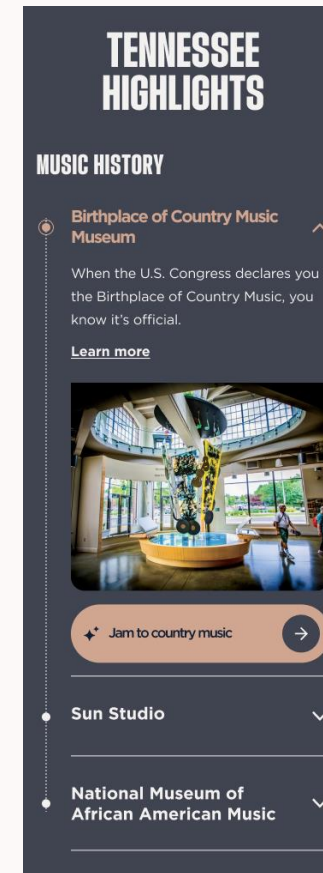 TENNESSEE
HIGHLIGHTS
MUSIC HISTORY
Birthplace of Country Music
Museum
When the U.S. Congress declares you
the Birthplace of Country Music, you
know it's official.
Learn more
Jam to country music
Sun Studio
National Museum of
African American Music